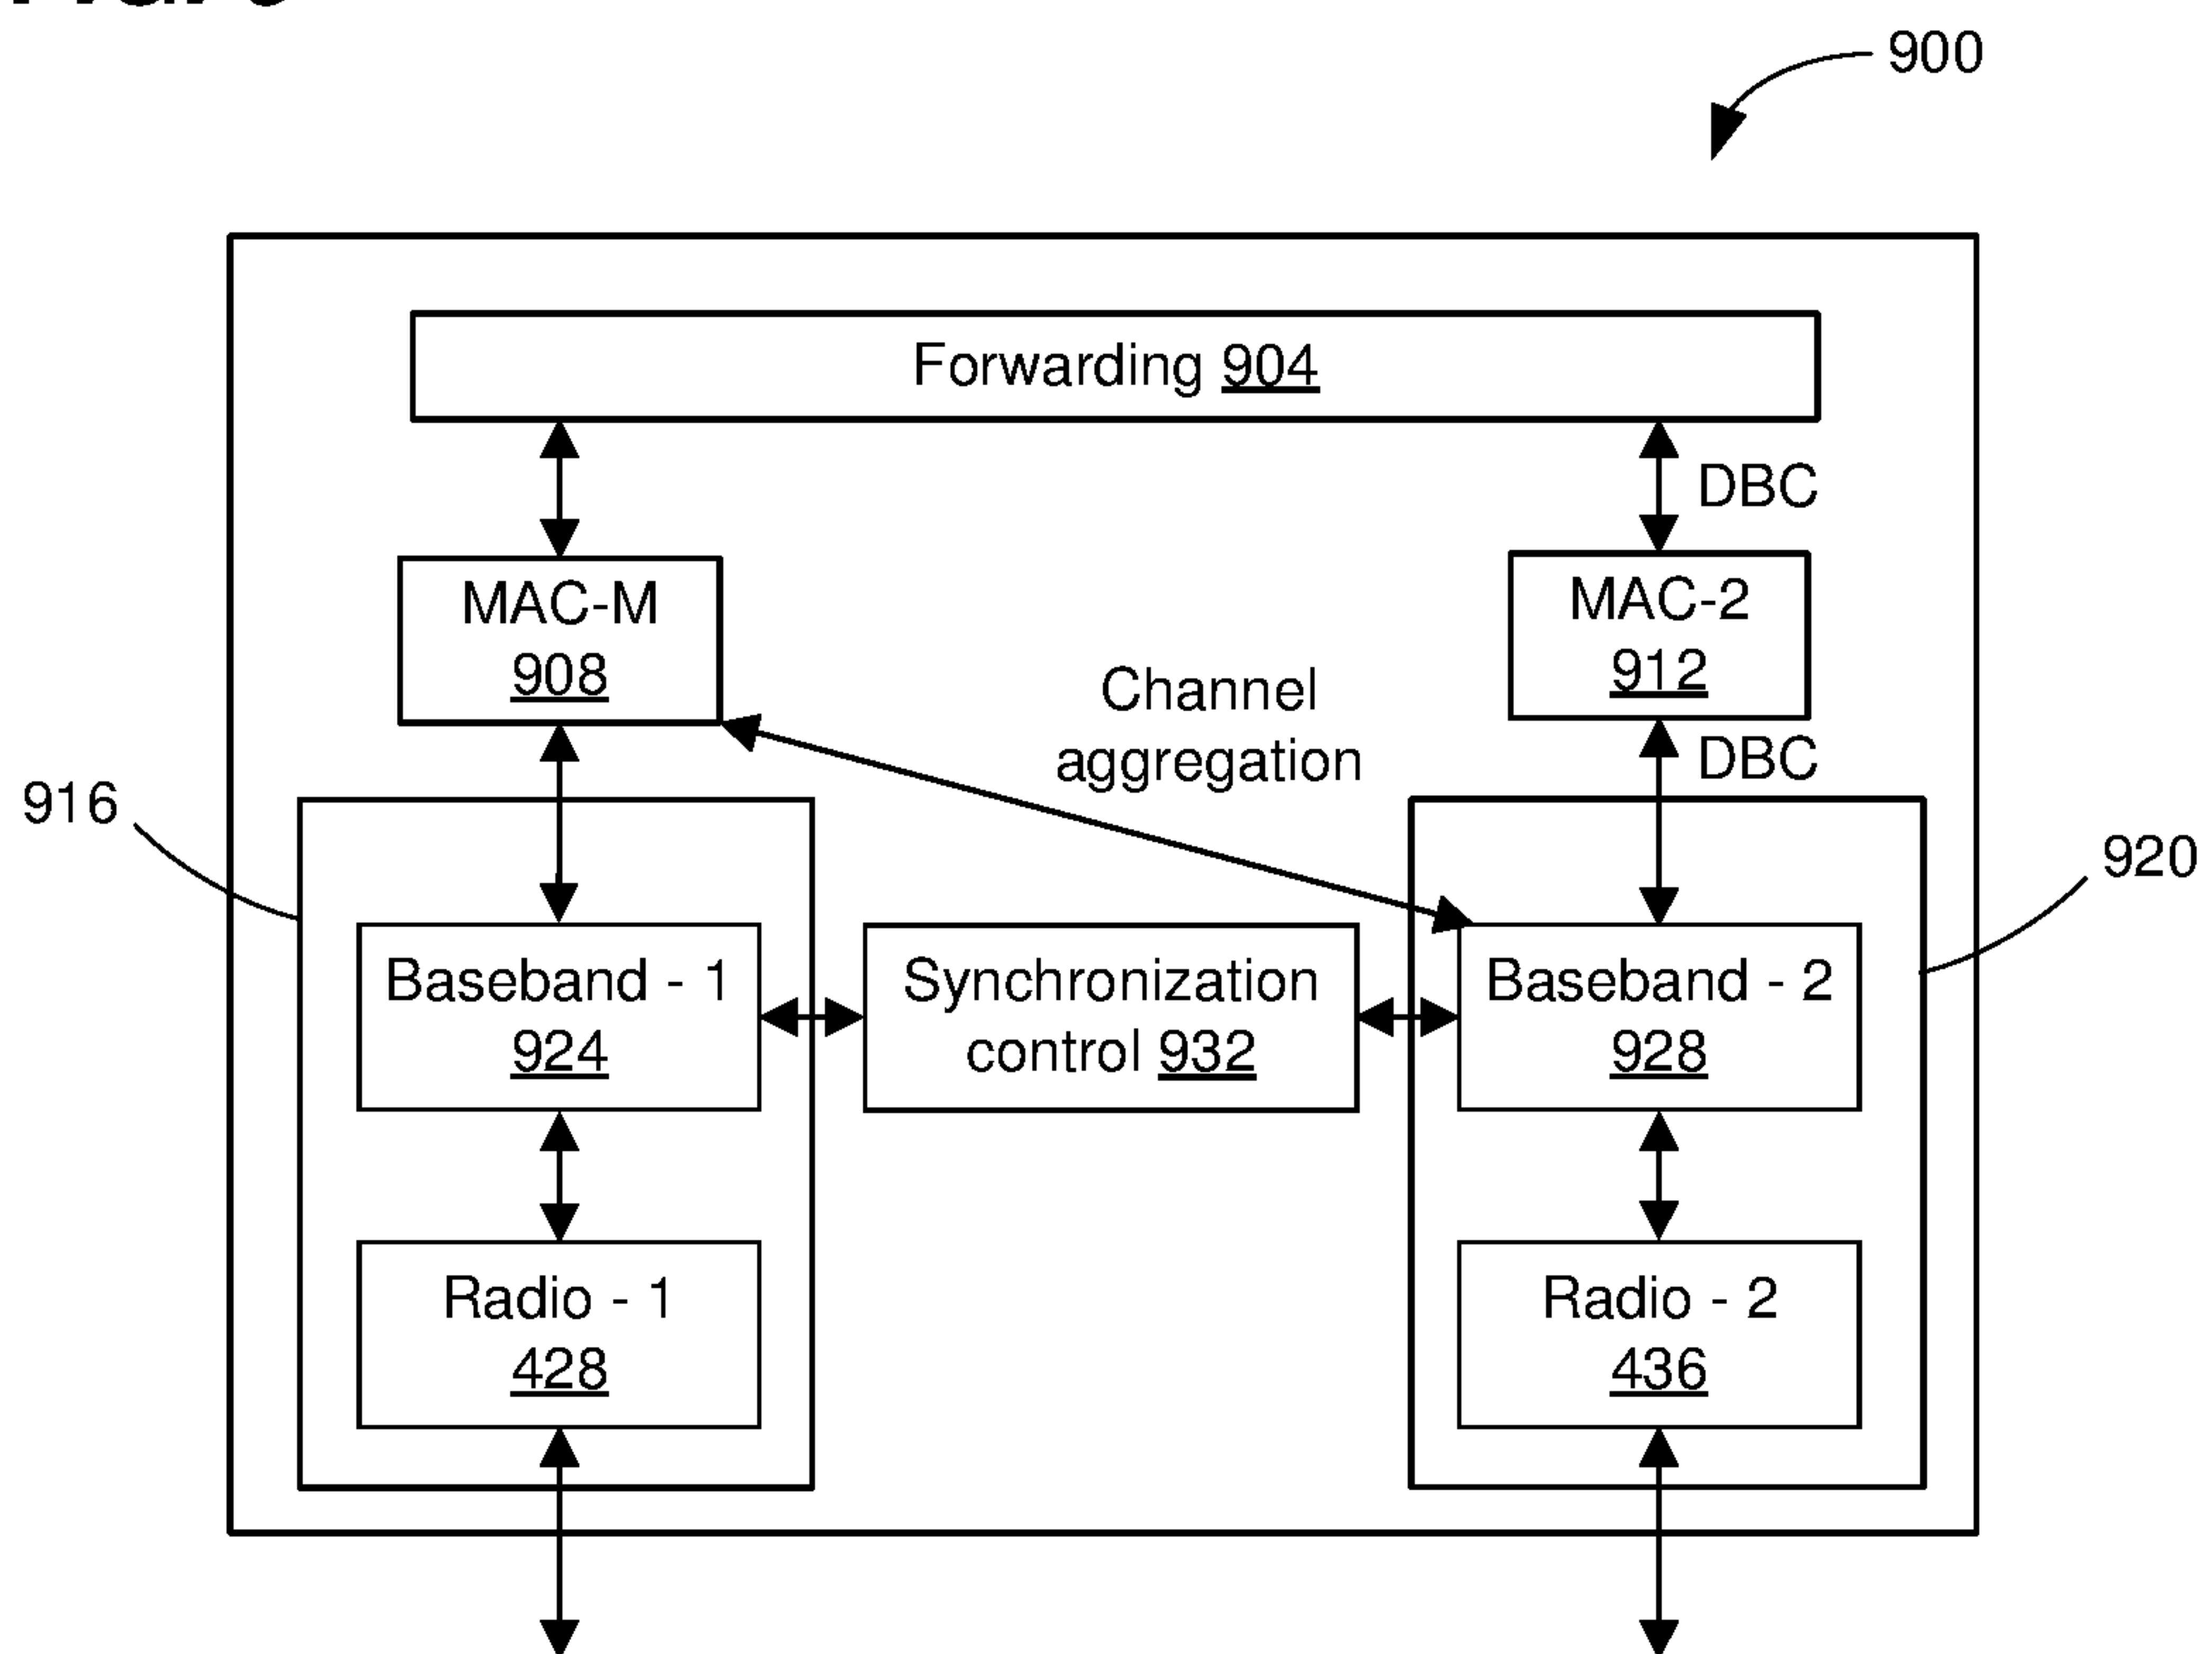 900
Forwarding 904
DBC
MAC-M
908
MAC-2
912
Channel
aggregation
DBC
916
920
Baseband - 1
924
Synchronization
control 932
Baseband - 2
928
Radio - 1
428
Radio - 2
436